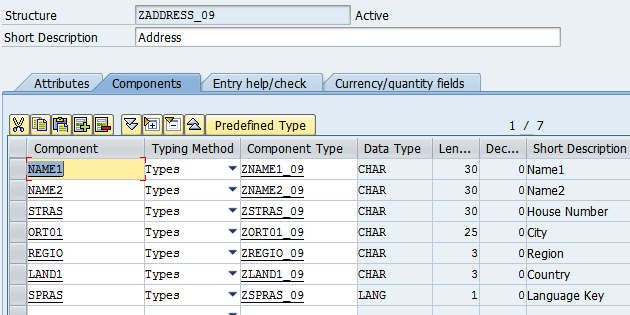 Structure ZADDRESS_09 Active
Short Description Address
Attributes Components Entry help/check Currency/quantity fields
Predefined Type 1 / 7
Component Typing Method Component Type Data Type Len... Dec... Short Description
NAME1 Types ZNAME1_09 CHAR 30 0 Name1
NAME2 Types ZNAME2_09 CHAR 30 0 Name2
STRAS Types ZSTRAS_09 CHAR 30 0 House Number
ORT01 Types ZORT01_09 CHAR 25 0 City
REGIO Types ZREGIO_09 CHAR 3 0 Region
LAND1 Types ZLAND1_09 CHAR 3 0 Country
SPRAS Types ZSPRAS_09 LANG 1 0 Language Key